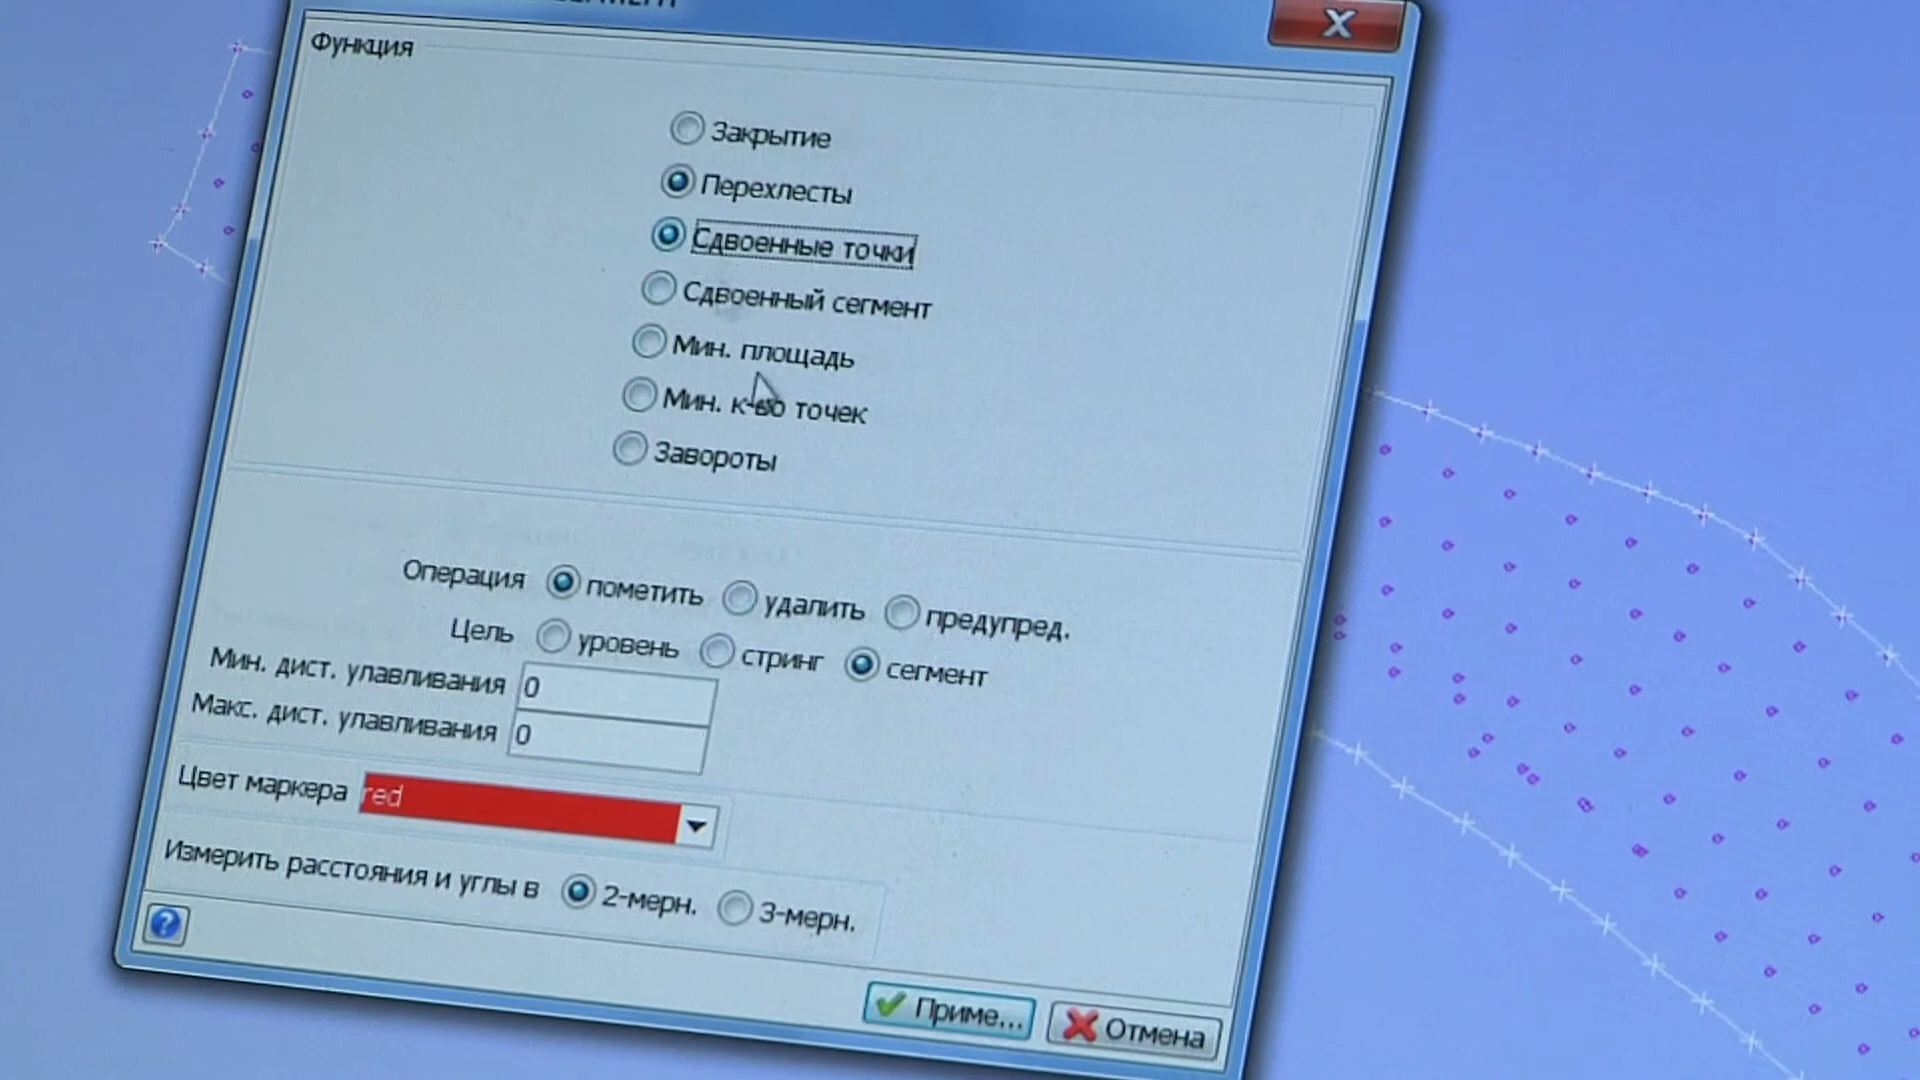 Функция
Закрытие
Перехлесты
Сдвоенные точки
Сдвоенный сегмент
Мин. площадь
Мин. к-во точек
Завороты
Операция пометить удалить предупред.
Цель уровень стринг сегмент
Мин. дист. улавливания 0
Макс. дист. улавливания 0
Цвет маркера red
Измерить расстояния и углы в 2-мерн. 3-мерн.
Приме... Отмена